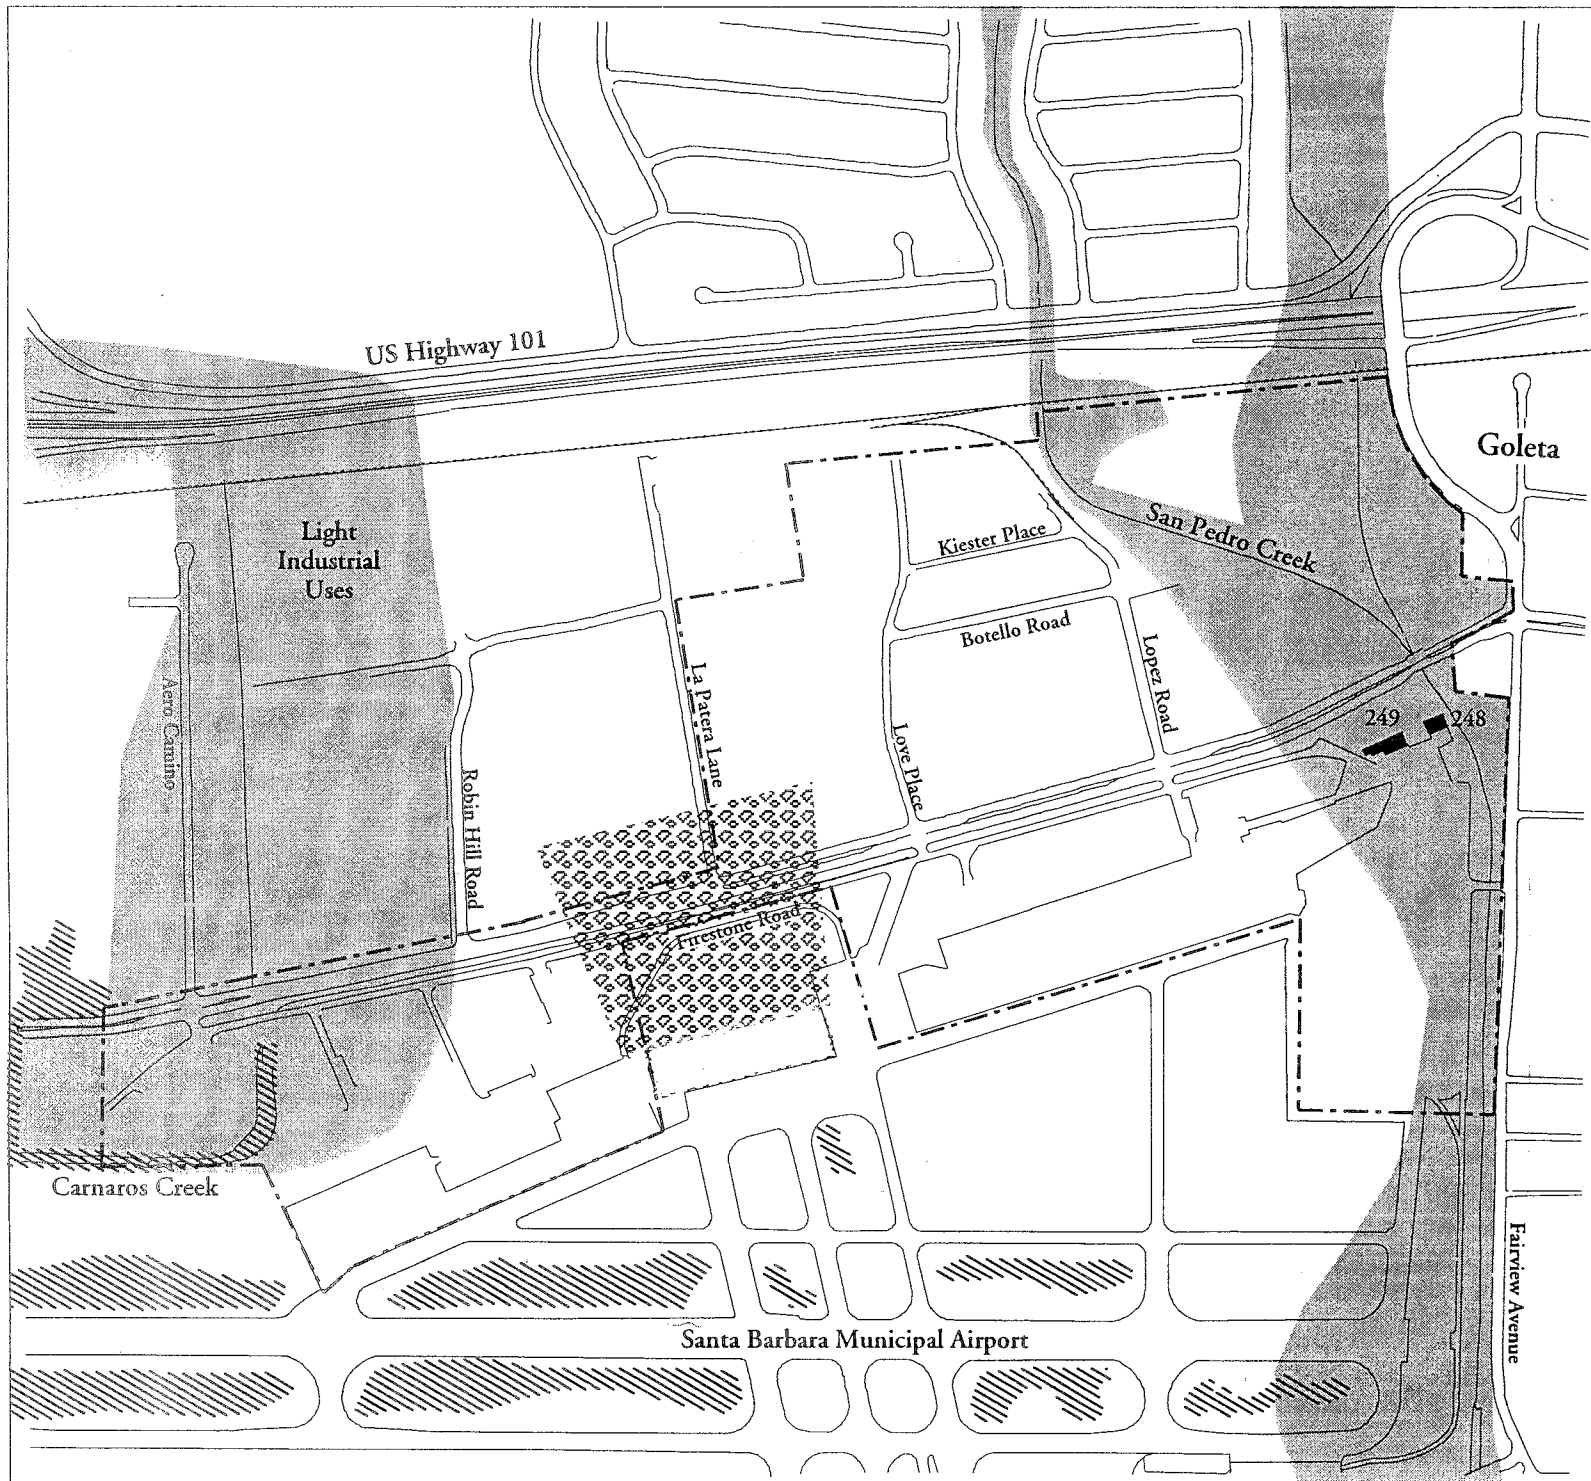 US Highway 101
Goleta
Light
Industrial
Uses
San Pedro Creek
Kiester Place
Botello Road
Lopez Road
La Patera Lane
Aero Camino
Love Place
249
248
Robin Hill Road
Firestone Road
Carnaros Creek
Fairview Avenue
Santa Barbara Municipal Airport